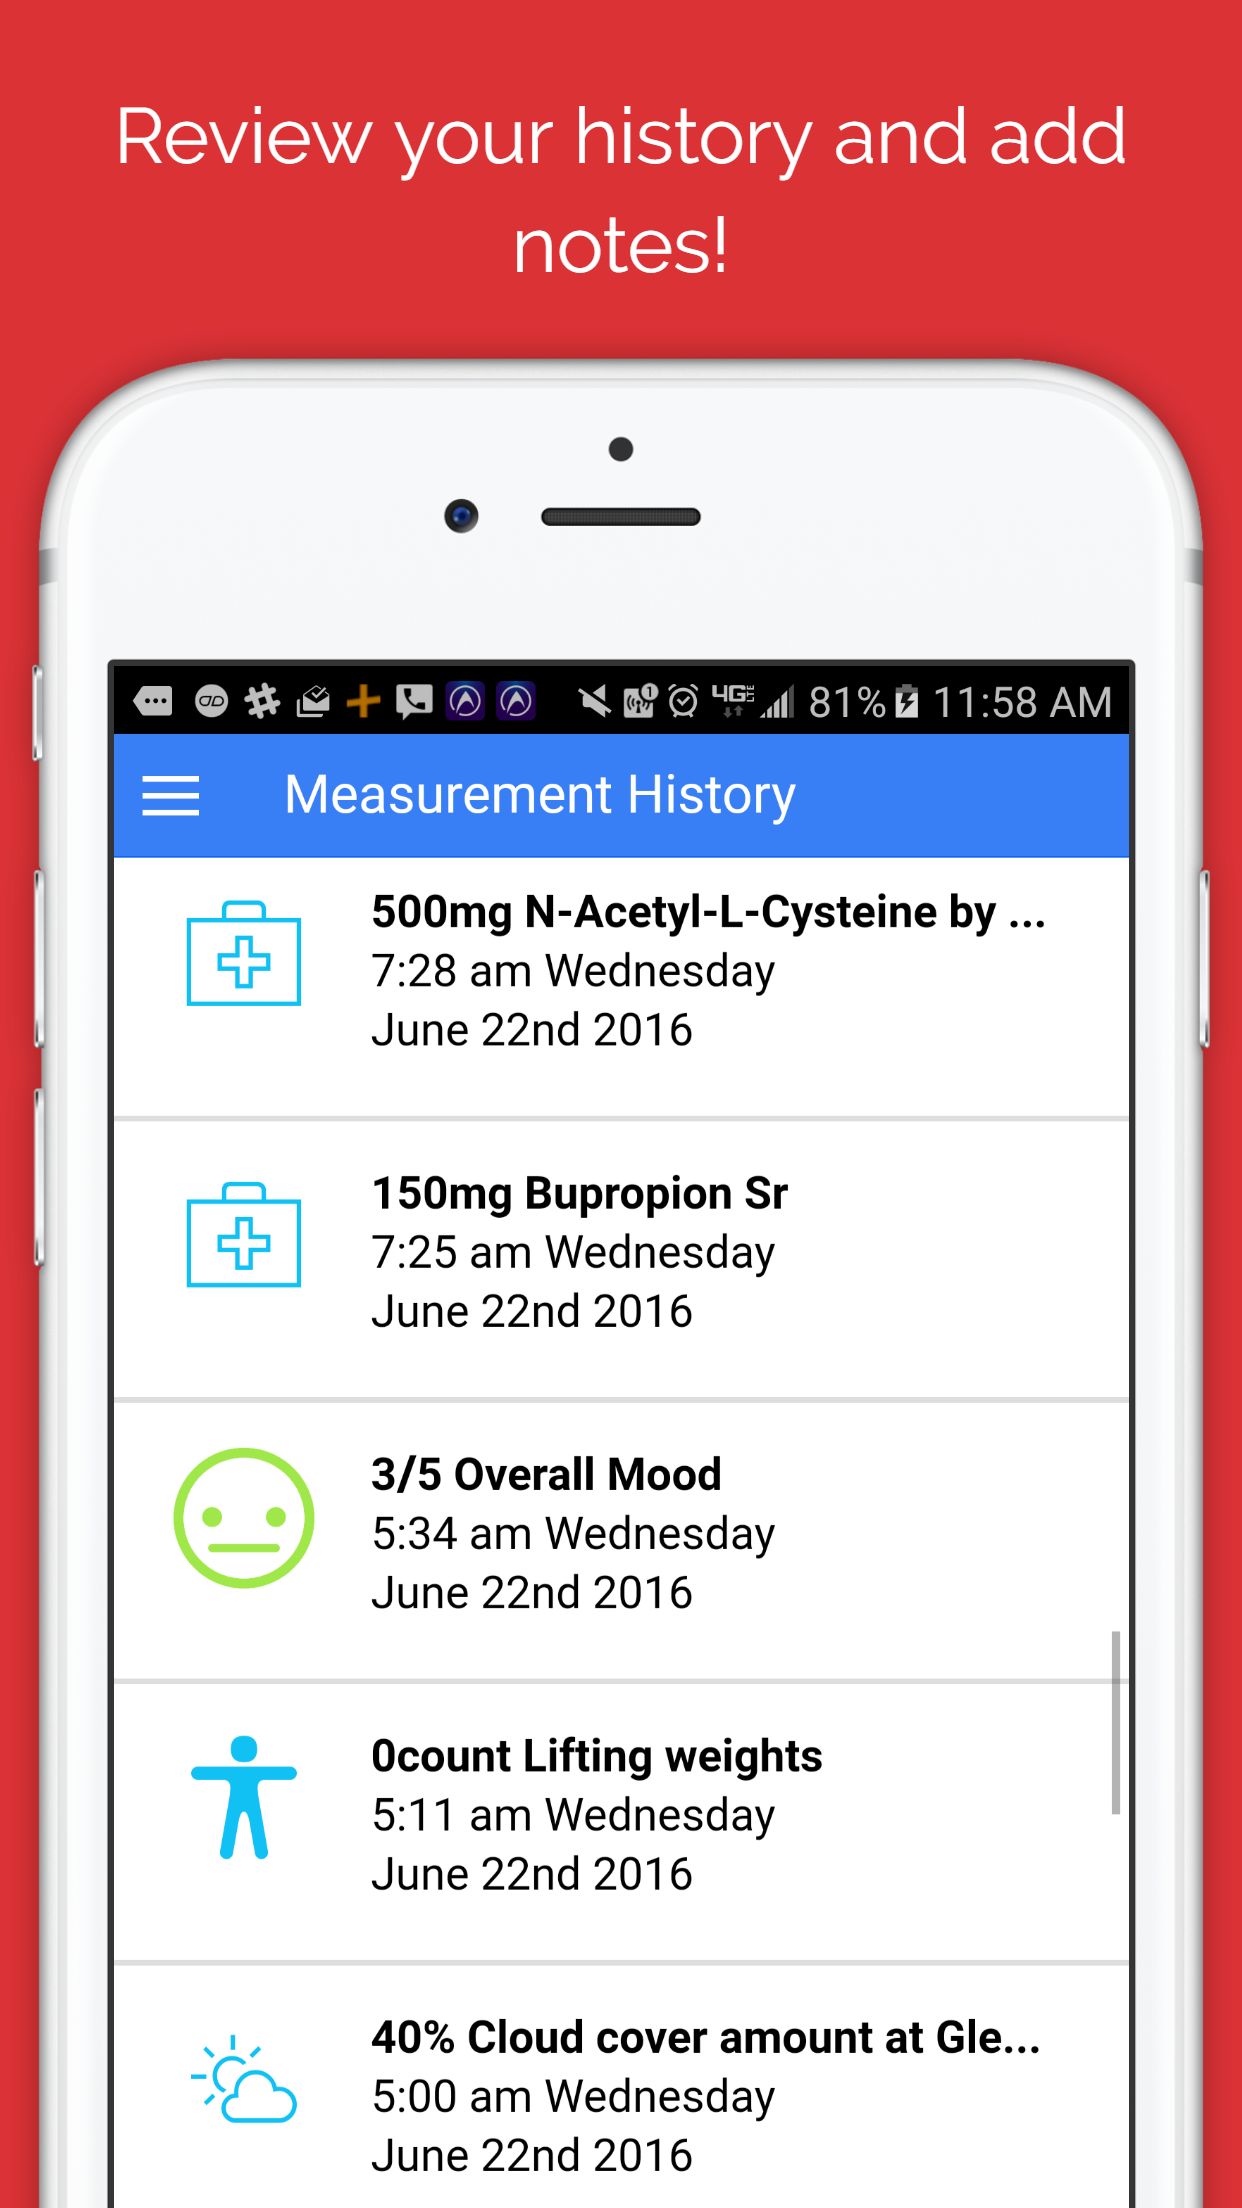 Review your history and add
notes!
4G LTE 81% 11:58 AM
Measurement History
500mg N-Acetyl-L-Cysteine by ...
7:28 am Wednesday
June 22nd 2016
150mg Bupropion Sr
7:25 am Wednesday
June 22nd 2016
3/5 Overall Mood
5:34 am Wednesday
June 22nd 2016
0count Lifting weights
5:11 am Wednesday
June 22nd 2016
40% Cloud cover amount at Gle...
5:00 am Wednesday
June 22nd 2016